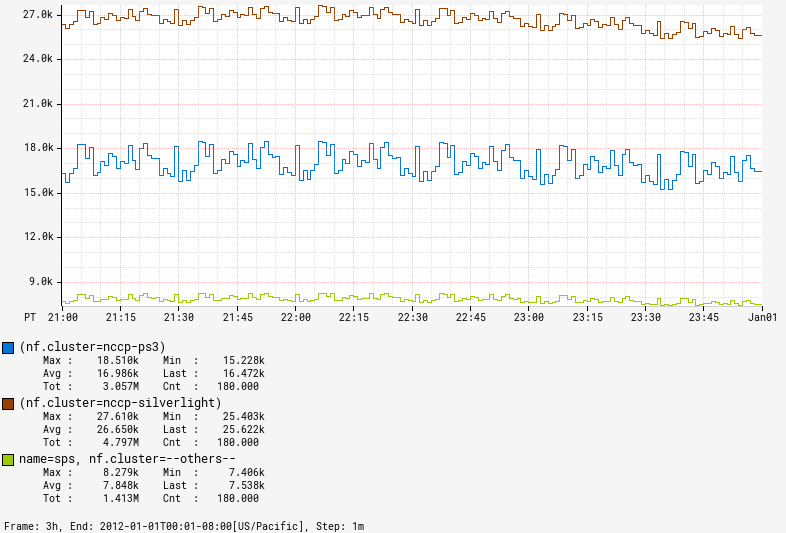 27.0k
24.0k
21.0k
18.0k
15.0k
12.0k
9.0k
PT 21:00 21:15 21:30 21:45 22:00 22:15 22:30 22:45 23:00 23:15 23:30 23:45 Jan01
(nf.cluster=nccp-ps3)
Max : 18.510k Min : 15.228k
Avg : 16.986k Last : 16.472k
Tot : 3.057M Cnt : 180.000
(nf.cluster=nccp-silverlight)
Max : 27.610k Min : 25.403k
Avg : 26.650k Last : 25.622k
Tot : 4.797M Cnt : 180.000
name=sps, nf.cluster=--others--
Max : 8.279k Min : 7.406k
Avg : 7.848k Last : 7.538k
Tot : 1.413M Cnt : 180.000
Frame: 3h, End: 2012-01-01T00:01-08:00[US/Pacific], Step: 1m